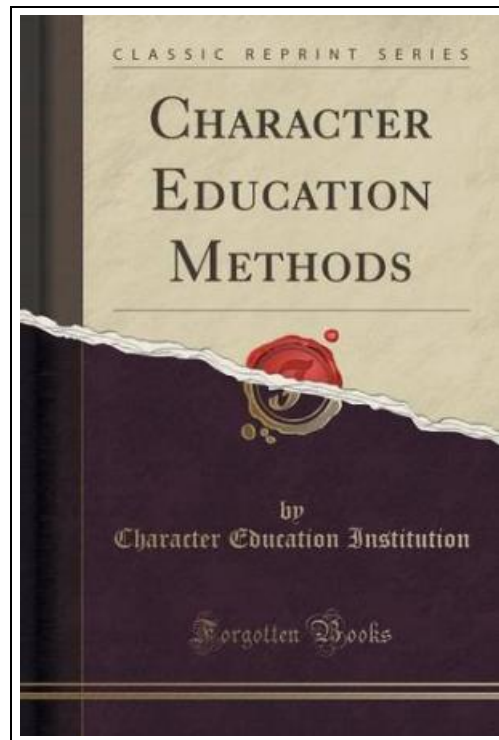 CLASSIC REPRINT SERIES
CHARACTER
EDUCATION
METHODS
by
Character Education Institution
Forgotten Books